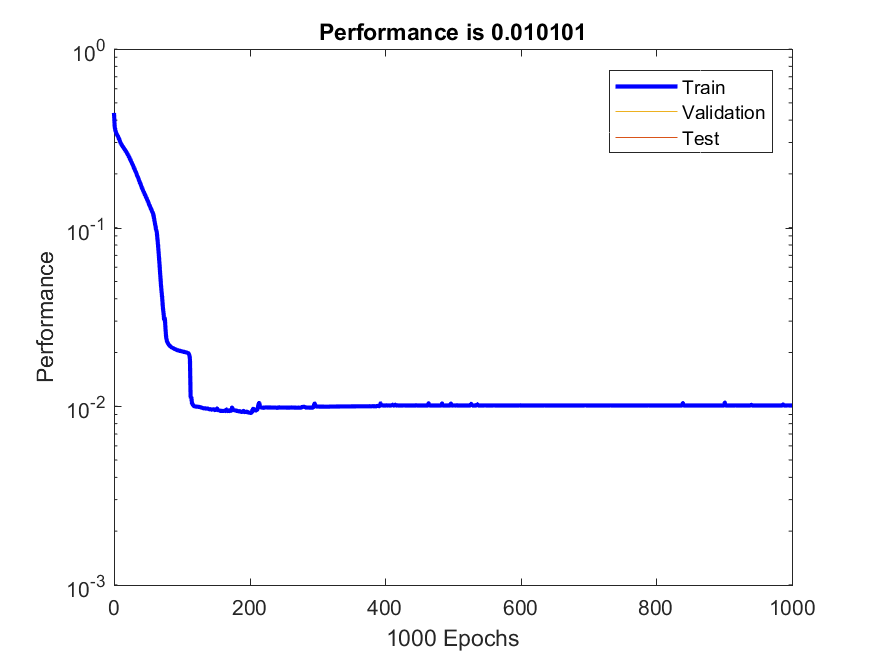 Performance is 0.010101
10^0
10^-1
10^-2
10^-3
Performance
Train
Validation
Test
0 200 400 600 800 1000
1000 Epochs